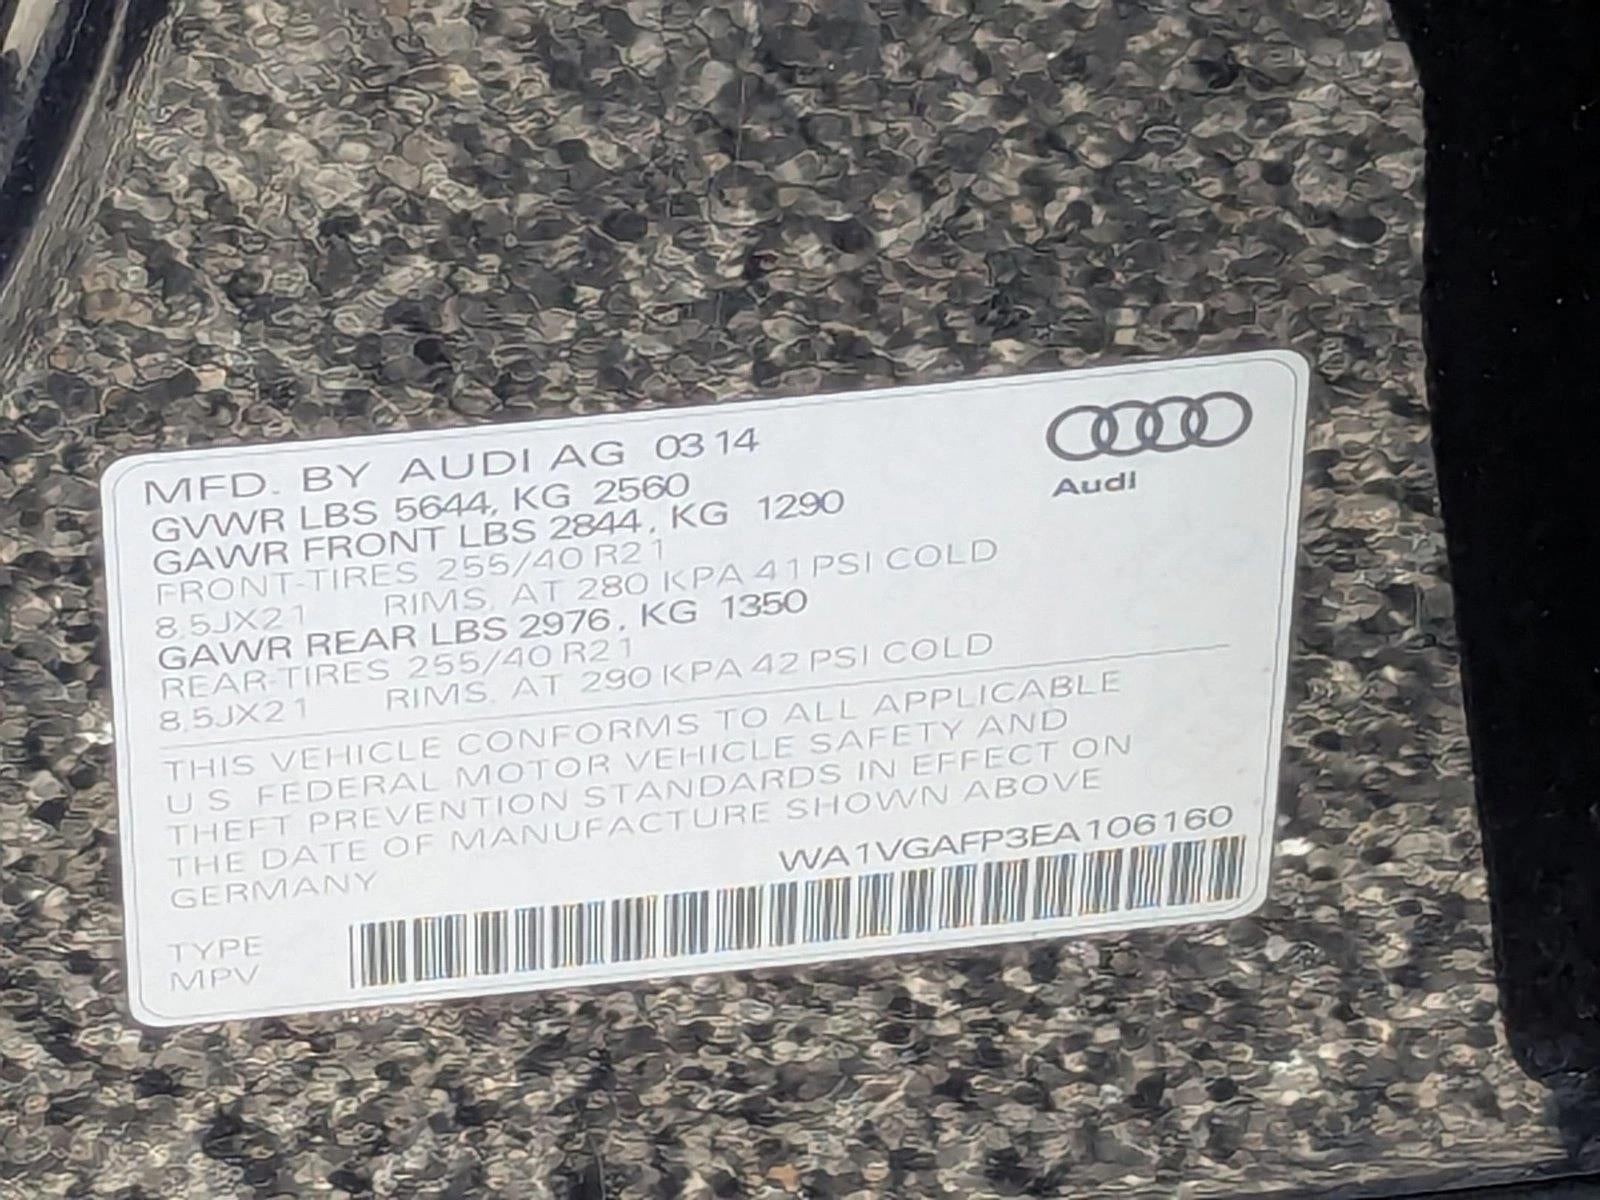 MFD. BY AUDI AG 03 14
GVWR LBS 5644, KG 2560
GAWR FRONT LBS 2844, KG 1290
FRONT-TIRES 255/40 R21
8,5JX21 RIMS, AT 280 KPA 41 PSI COLD
GAWR REAR LBS 2976, KG 1350
REAR-TIRES 255/40 R21
8,5JX21 RIMS, AT 290 KPA 42 PSI COLD
THIS VEHICLE CONFORMS TO ALL APPLICABLE
U S FEDERAL MOTOR VEHICLE SAFETY AND
THEFT PREVENTION STANDARDS IN EFFECT ON
THE DATE OF MANUFACTURE SHOWN ABOVE
GERMANY
WA1VGAFP3EA106160
TYPE
MPV
Audi